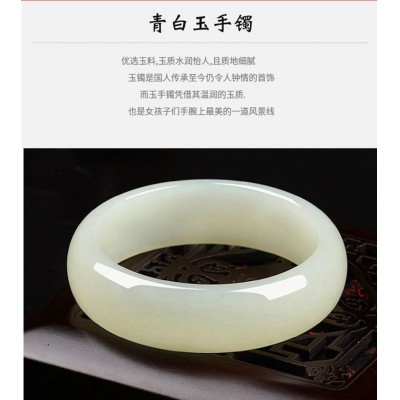 青白玉手镯
优选玉料,玉质水润怡人,且质地细腻
玉镯是国人传承至今仍令人钟情的首饰
而玉手镯凭借其温润的玉质.
也是女孩子们手腕上最美的一道风景线